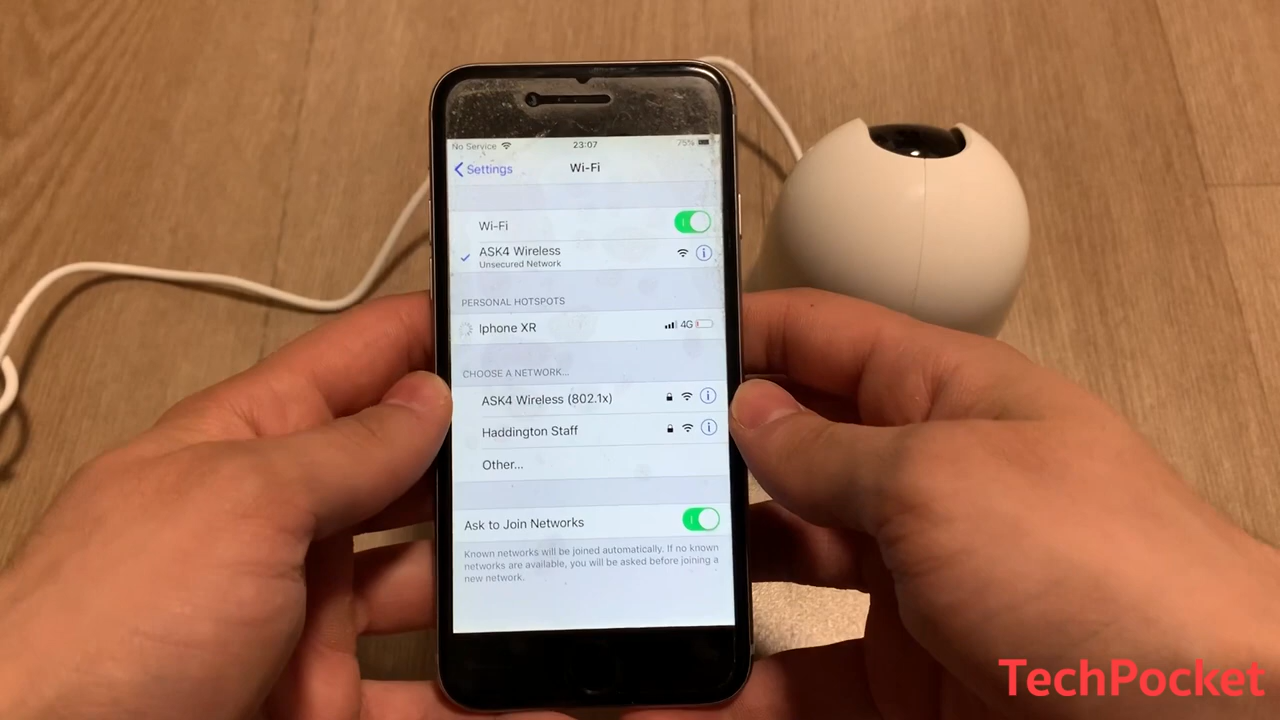 No Service
23:07
75%
Settings
Wi-Fi
Wi-Fi
ASK4 Wireless
Unsecured Network
PERSONAL HOTSPOTS
Iphone XR
4G
CHOOSE A NETWORK...
ASK4 Wireless (802.1x)
Haddington Staff
Other...
Ask to Join Networks
Known networks will be joined automatically. If no known
networks are available, you will be asked before joining a
new network.
TechPocket